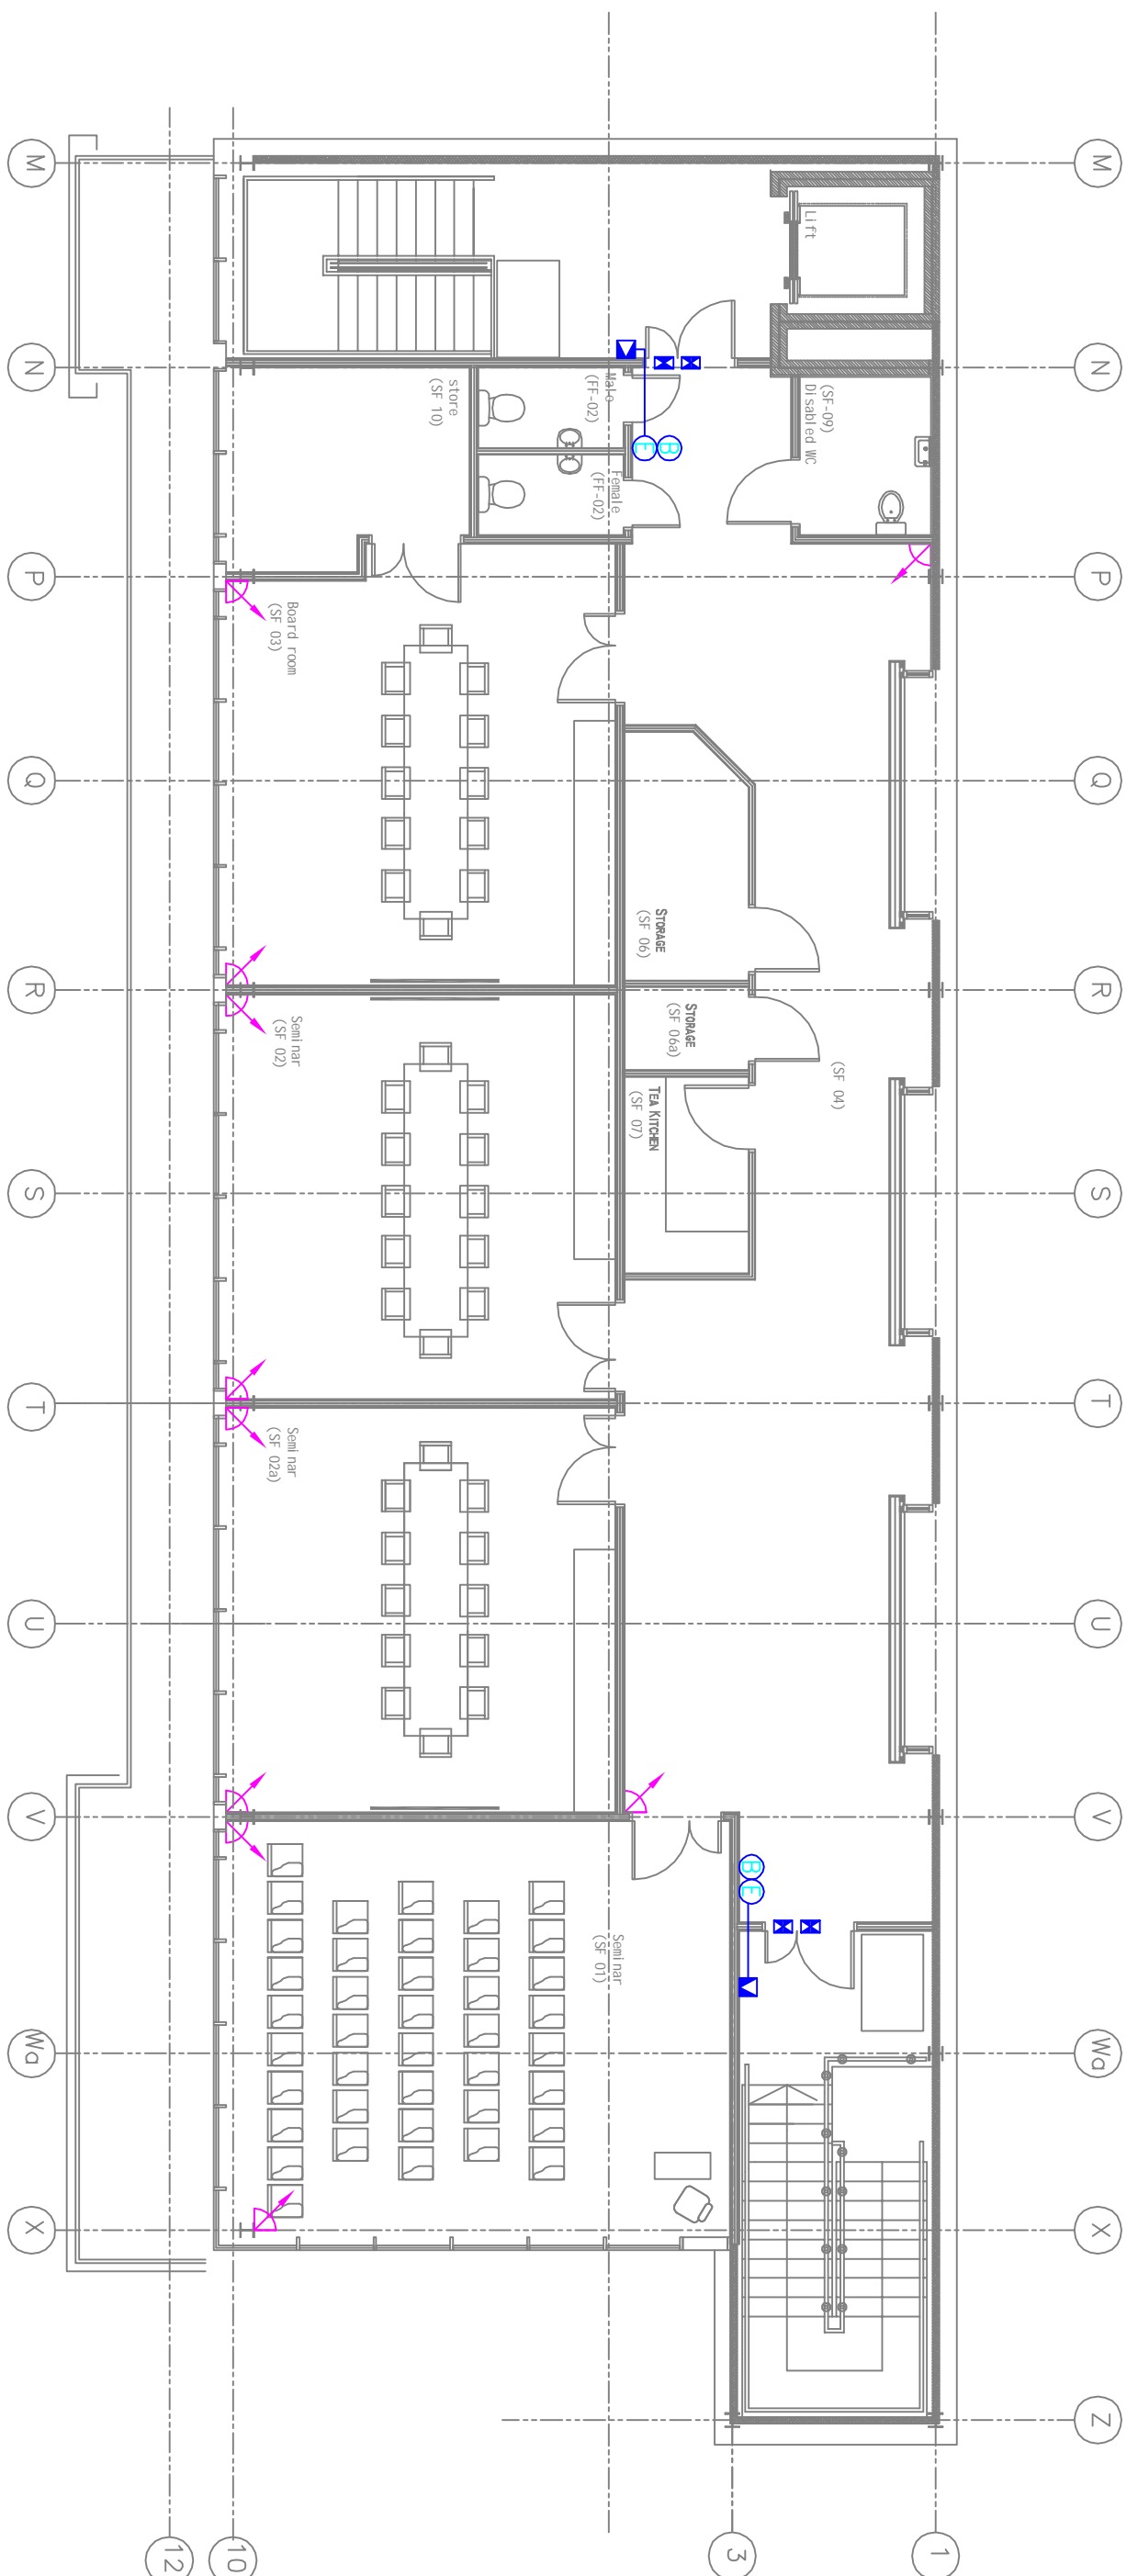 M
N
P
Q
R
S
T
U
V
Wa
X
Z
M
N
P
Q
R
S
T
U
V
Wa
X
12
10
3
1
Lift
(SF-09)
Disabled WC
Male
(FF-02)
Female
(FF-02)
store
(SF 10)
B
E
Board room
(SF 03)
STORAGE
(SF 06)
STORAGE
(SF 06a)
(SF 04)
TEA KITCHEN
(SF 07)
Seminar
(SF 02)
Seminar
(SF 02a)
B E
Seminar
(SF 01)